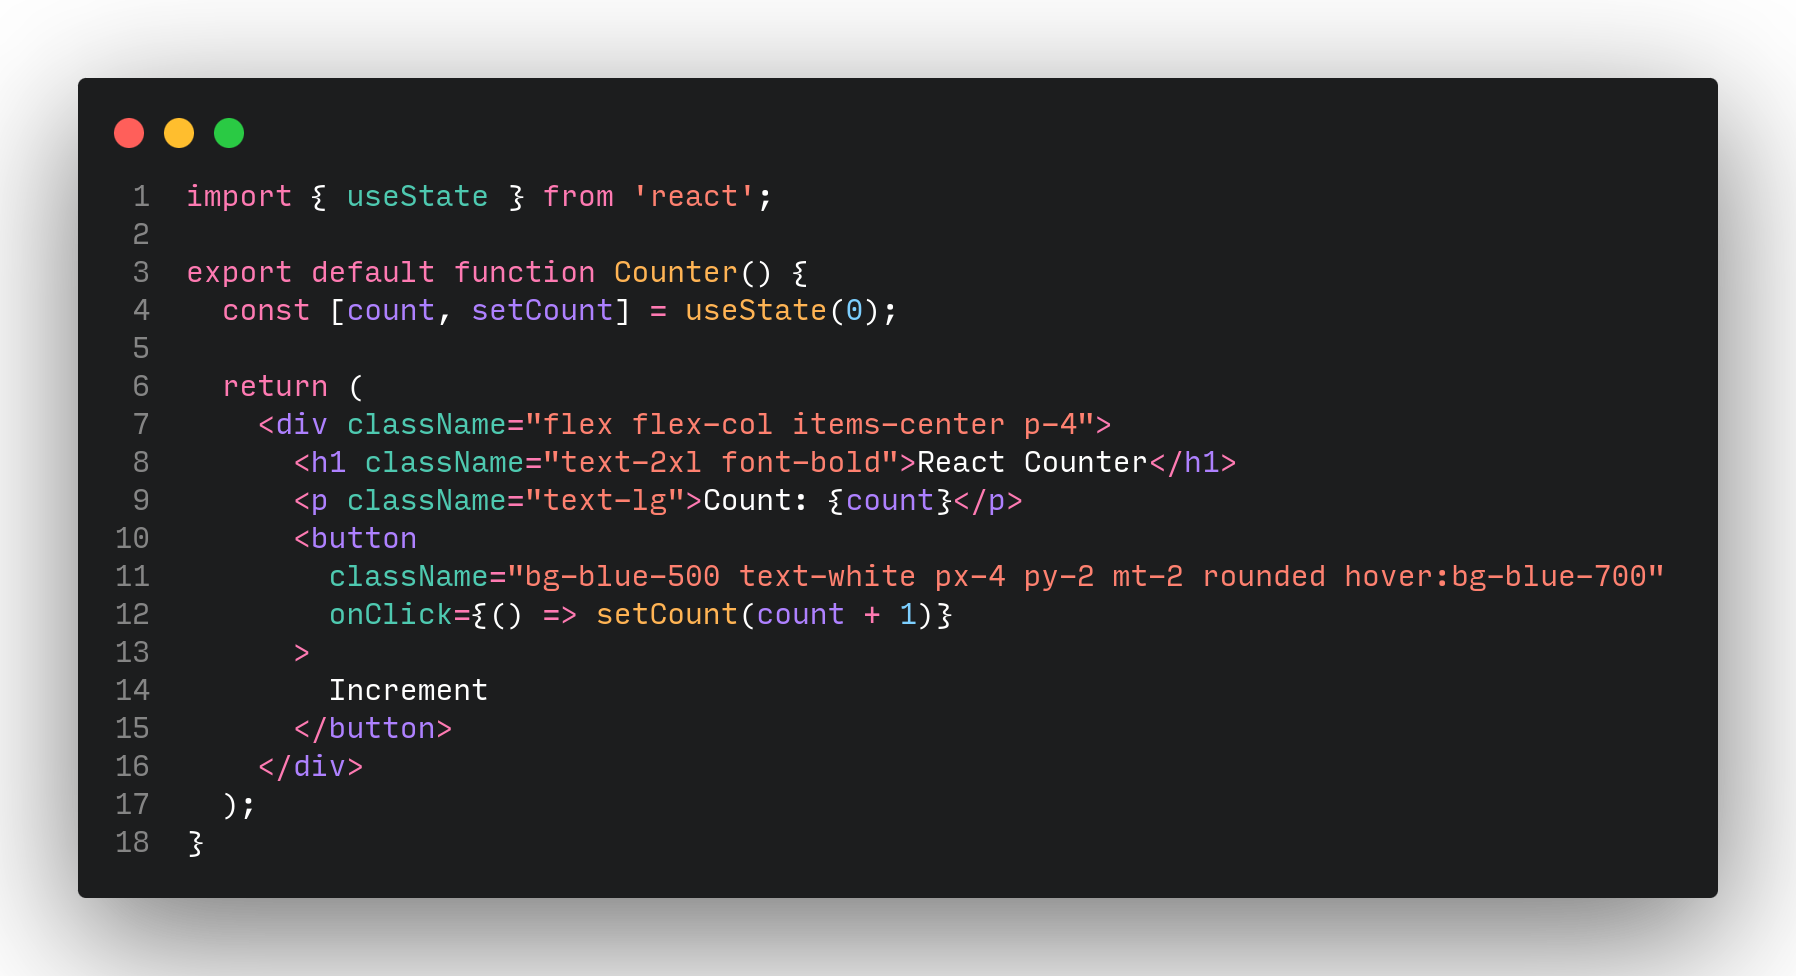 1 import { useState } from 'react';
2
3 export default function Counter() {
4   const [count, setCount] = useState(0);
5
6   return (
7     <div className="flex flex-col items-center p-4">
8       <h1 className="text-2xl font-bold">React Counter</h1>
9       <p className="text-lg">Count: {count}</p>
10       <button
11         className="bg-blue-500 text-white px-4 py-2 mt-2 rounded hover:bg-blue-700"
12         onClick={() => setCount(count + 1)}
13       >
14         Increment
15       </button>
16     </div>
17   );
18 }